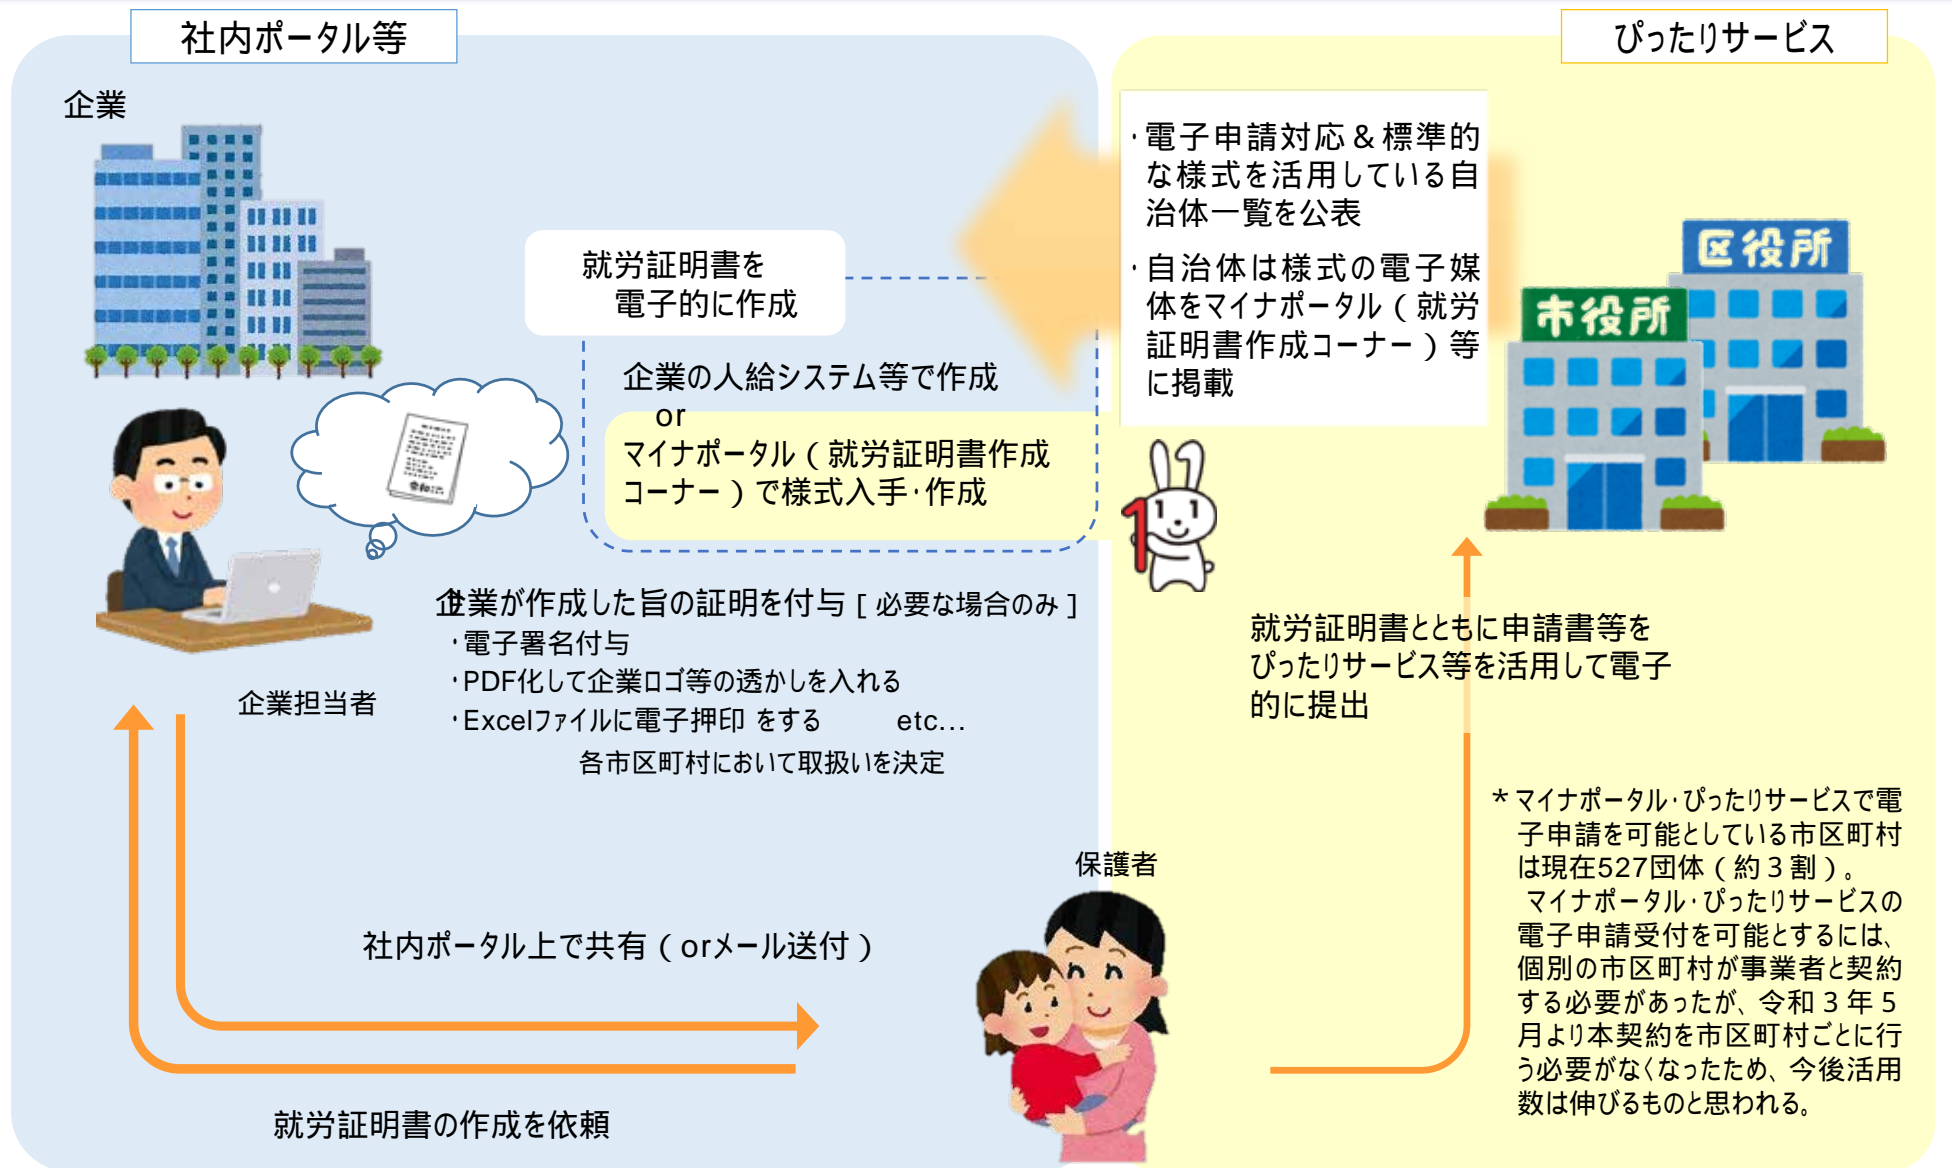 社内ポータル等
ぴったりサービス
企業
・電子申請対応＆標準的
な様式を活用している自
治体一覧を公表
・自治体は様式の電子媒
体をマイナポータル（就労
証明書作成コーナー）等
に掲載
区役所
市役所
就労証明書を
電子的に作成
企業の人給システム等で作成
or
マイナポータル（就労証明書作成
コーナー）で様式入手・作成
企業が作成した旨の証明を付与［必要な場合のみ］
・電子署名付与
・PDF化して企業ロゴ等の透かしを入れる
・Excelファイルに電子押印 をする etc…
各市区町村において取扱いを決定
企業担当者
就労証明書とともに申請書等を
ぴったりサービス等を活用して電子
的に提出
＊マイナポータル・ぴったりサービスで電
子申請を可能としている市区町村
は現在527団体（約３割）。
マイナポータル・ぴったりサービスの
電子申請受付を可能とするには、
個別の市区町村が事業者と契約
する必要があったが、令和３年５
月より本契約を市区町村ごとに行
う必要がなくなったため、今後活用
数は伸びるものと思われる。
保護者
社内ポータル上で共有（orメール送付）
就労証明書の作成を依頼